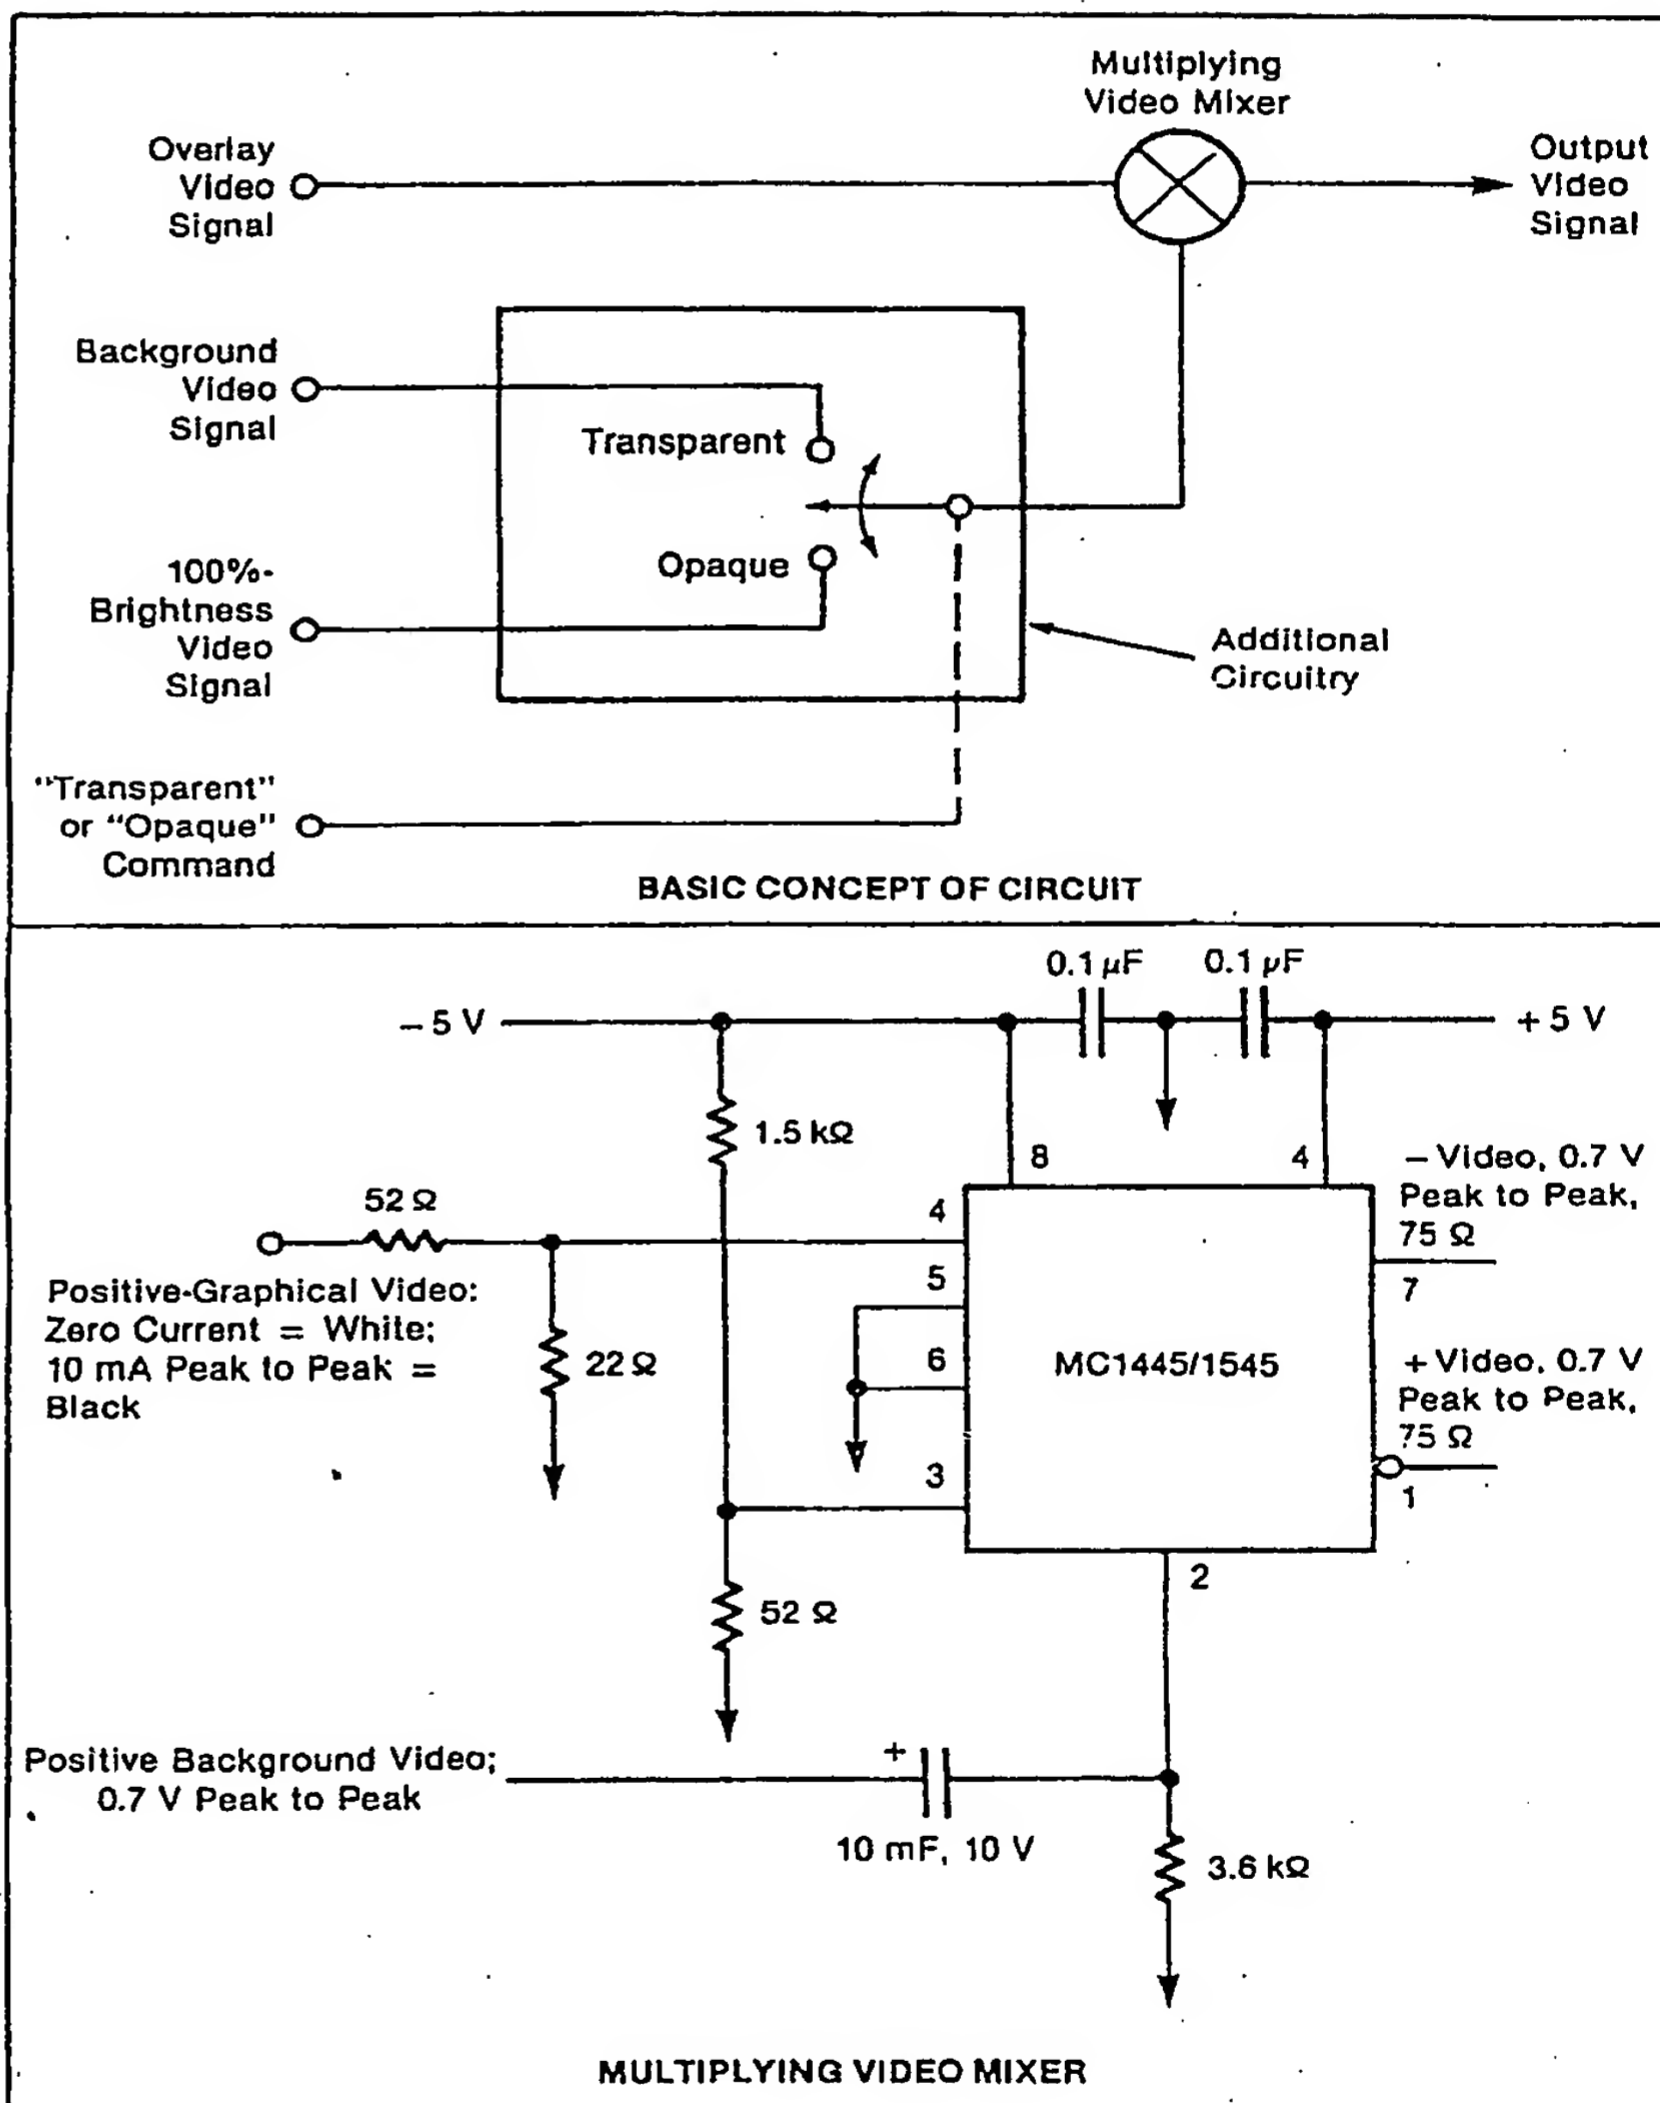 Multiplying
Video Mixer
Overlay
Video
Signal
Output
Video
Signal
Background
Video
Signal
Transparent
Opaque
100%-
Brightness
Video
Signal
Additional
Circuitry
"Transparent"
or "Opaque"
Command
BASIC CONCEPT OF CIRCUIT
0.1 μF
0.1 μF
– 5 V
+ 5 V
1.5 kΩ
8
4
– Video, 0.7 V
Peak to Peak,
75 Ω
52 Ω
4
7
Positive-Graphical Video:
Zero Current = White;
10 mA Peak to Peak =
Black
5
22 Ω
6
MC1445/1545
+ Video, 0.7 V
Peak to Peak,
75 Ω
3
1
2
52 Ω
Positive Background Video;
0.7 V Peak to Peak
+
10 mF, 10 V
3.6 kΩ
MULTIPLYING VIDEO MIXER